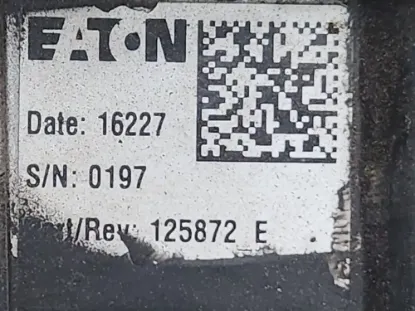 EATON
Date: 16227
S/N: 0197
/Rev: 125872 E